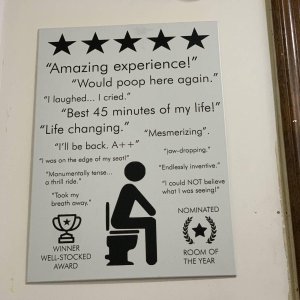 "Amazing experience!"
"Would poop here again."
"I laughed... I cried."
"Best 45 minutes of my life!"
"Life changing."
"Mesmerizing".
"I'll be back. A++"
"Jaw-dropping."
"I was on the edge of my seat!"
"Endlessly inventive."
"Monumentally tense...
a thrill ride."
"I could NOT believe
what I was seeing!"
"Took my
breath away."
WINNER
WELL-STOCKED
AWARD
NOMINATED
ROOM OF
THE YEAR